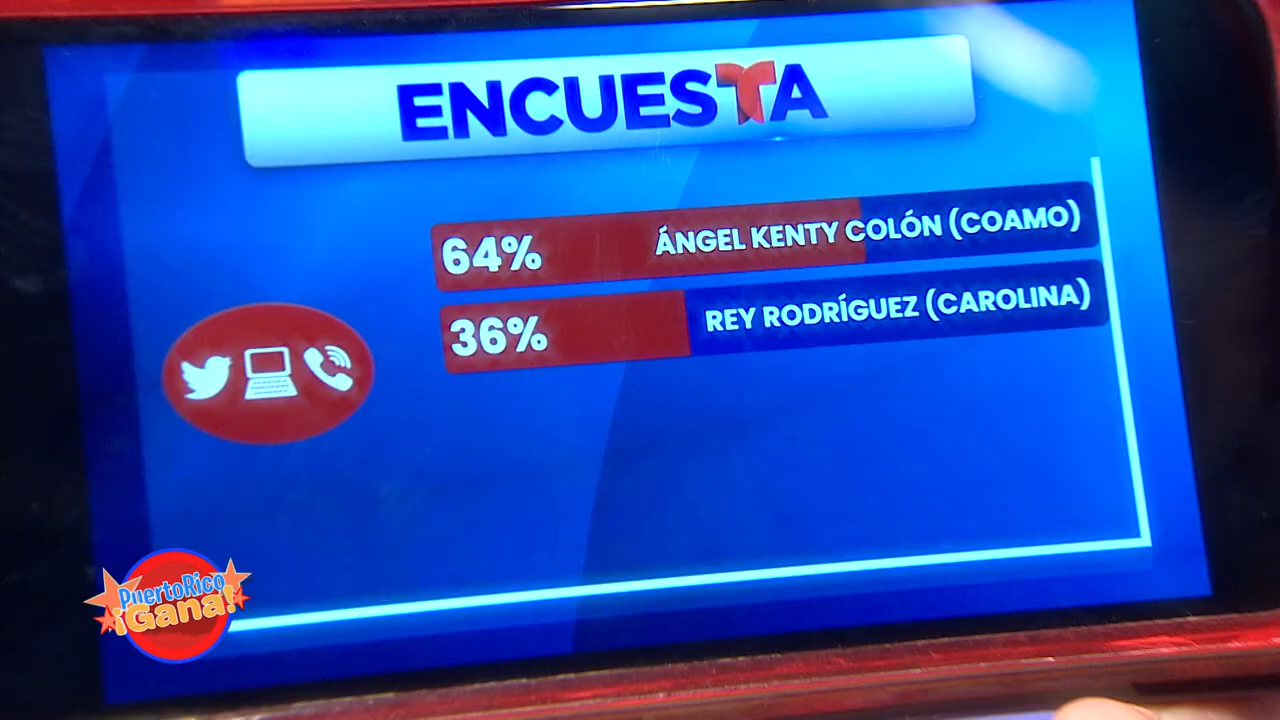 ENCUESTA
64% ÁNGEL KENTY COLÓN (COAMO)
36% REY RODRÍGUEZ (CAROLINA)
PuertoRico
¡Gana!